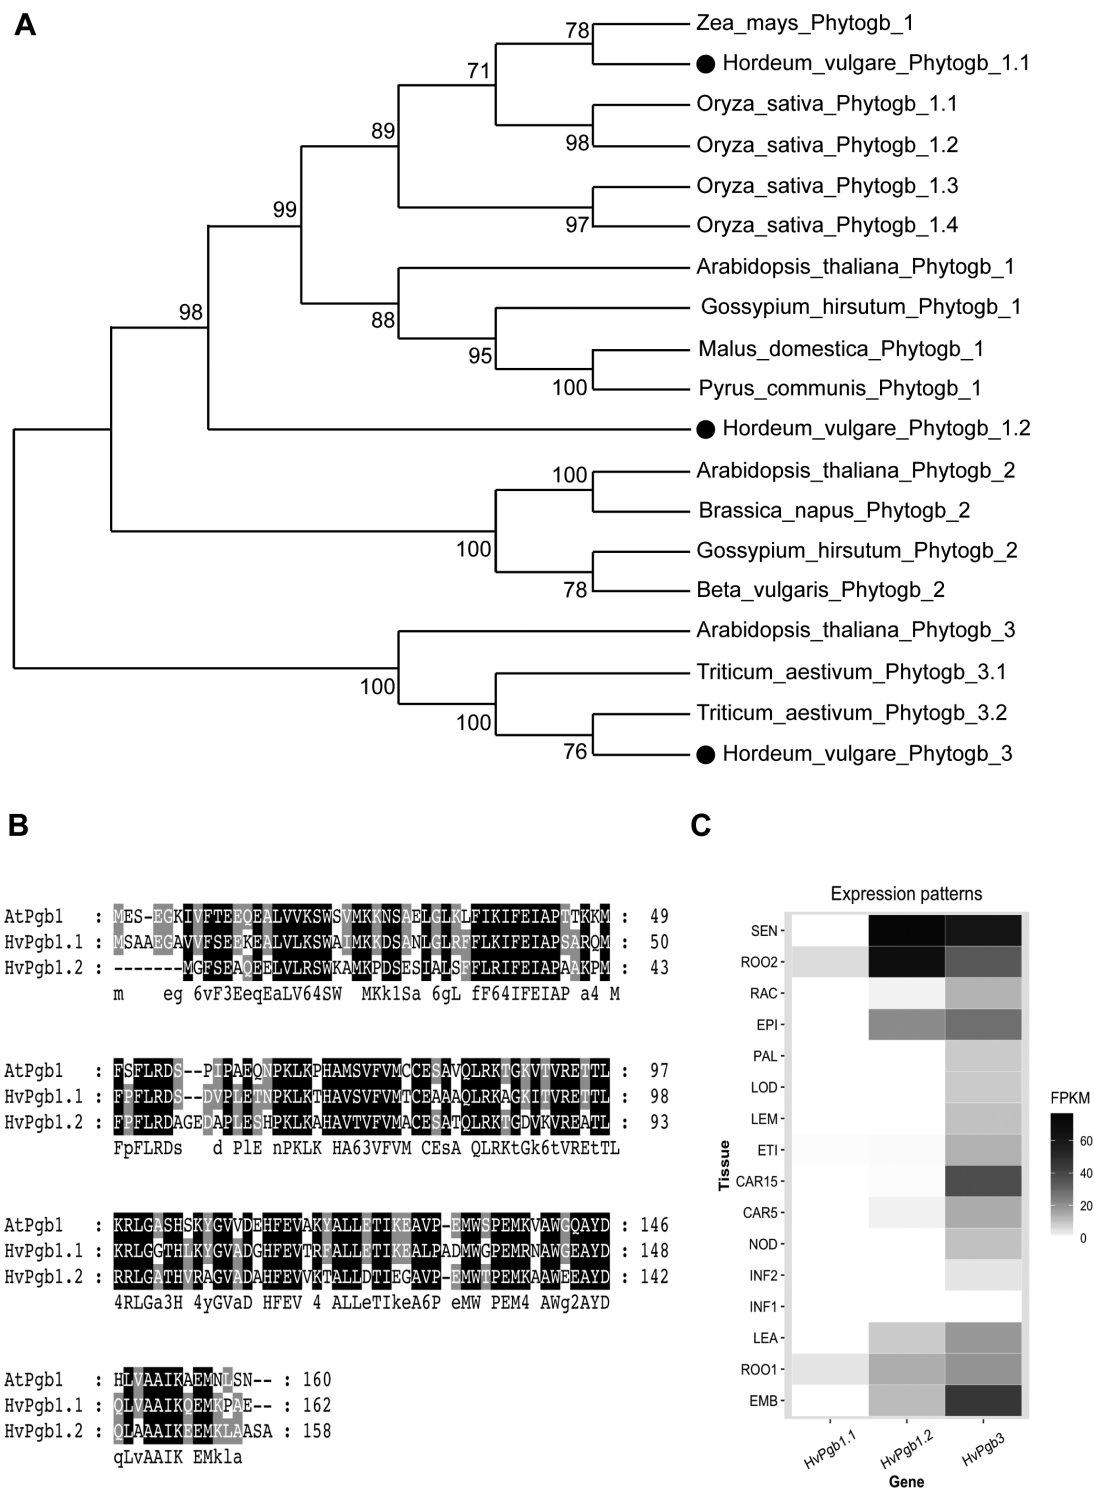 A
Zea_mays_Phytogb_1
78
Hordeum_vulgare_Phytogb_1.1
71
Oryza_sativa_Phytogb_1.1
89
98
Oryza_sativa_Phytogb_1.2
Oryza_sativa_Phytogb_1.3
99
97
Oryza_sativa_Phytogb_1.4
Arabidopsis_thaliana_Phytogb_1
98
88
Gossypium_hirsutum_Phytogb_1
95
Malus_domestica_Phytogb_1
100
Pyrus_communis_Phytogb_1
Hordeum_vulgare_Phytogb_1.2
100
Arabidopsis_thaliana_Phytogb_2
Brassica_napus_Phytogb_2
100
Gossypium_hirsutum_Phytogb_2
78
Beta_vulgaris_Phytogb_2
Arabidopsis_thaliana_Phytogb_3
100
Triticum_aestivum_Phytogb_3.1
100
Triticum_aestivum_Phytogb_3.2
76
Hordeum_vulgare_Phytogb_3
B
AtPgb1 : MES-EGKIVFTEEQEALVVKSWSVMKKNSAELGLKLFIKIFEIAPTTKKM : 49
HvPgb1.1 : MSAAEGAVVFSEEKEALVLKSWAIMKKDSANLGLRFFLKIFEIAPSARQM : 50
HvPgb1.2 : -------MGFSEAQEELVLRSWKAMKPDSESIALSFFLRIFEIAPAAKPM : 43
m eg 6vF3EeqEaLV64SW MKk1Sa 6gL fF64IFEIAP a4 M
AtPgb1 : FSFLRDS--PIPAEQNPKLKPHAMSVFVMCCESAVQLRKTGKVTVRETTL : 97
HvPgb1.1 : FPFLRDS--DVPLETNPKLKTHAVSVFVMTCEAAAQLRKAGKITVRETTL : 98
HvPgb1.2 : FPFLRDAGEDAPLESHPKLKAHAVTVFVMACESATQLRKTGDVKVREATL : 93
FpFLRDs d PlE nPKLK HA63VFVM CEsA QLRKtGk6tVREtTL
AtPgb1 : KRLGASHSKYGVVDEHFEVAKYALLETIKEAVP-EMWSPEMKVAWGQAYD : 146
HvPgb1.1 : KRLGGTHLKYGVADGHFEVTRFALLETIKEALPADMWGPEMRNAWGEAYD : 148
HvPgb1.2 : RRLGATHVRAGVADAHFEVVKTALLDTIEGAVP-EMWTPEMKAAWEEAYD : 142
4RLGa3H 4yGVaD HFEV 4 ALLeTIkeA6P eMW PEM4 AWg2AYD
AtPgb1 : HLVAAIKAEMNLSN-- : 160
HvPgb1.1 : QLVAAIKQEMKPAE-- : 162
HvPgb1.2 : QLAAAIKEEMKLAASA : 158
qLvAAIK EMkla
C
Expression patterns
Tissue
SEN
ROO2
RAC
EPI
PAL
LOD
LEM
ETI
CAR15
CAR5
NOD
INF2
INF1
LEA
ROO1
EMB
HvPgb1.1
HvPgb1.2
HvPgb3
Gene
FPKM
60
40
20
0